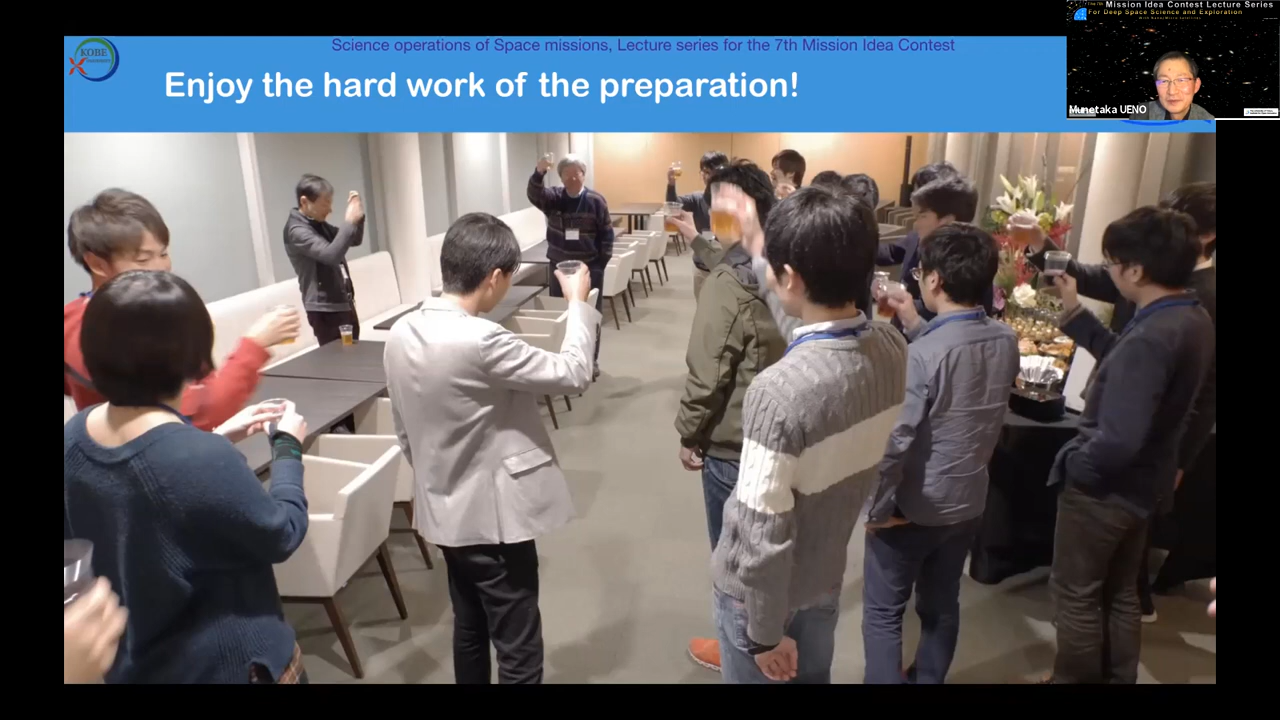 Science operations of Space missions, Lecture series for the 7th Mission Idea Contest
KOBE
Enjoy the hard work of the preparation!
Mission Idea Contest Lecture Series
For Deep Space Science and Exploration
Munetaka UENO